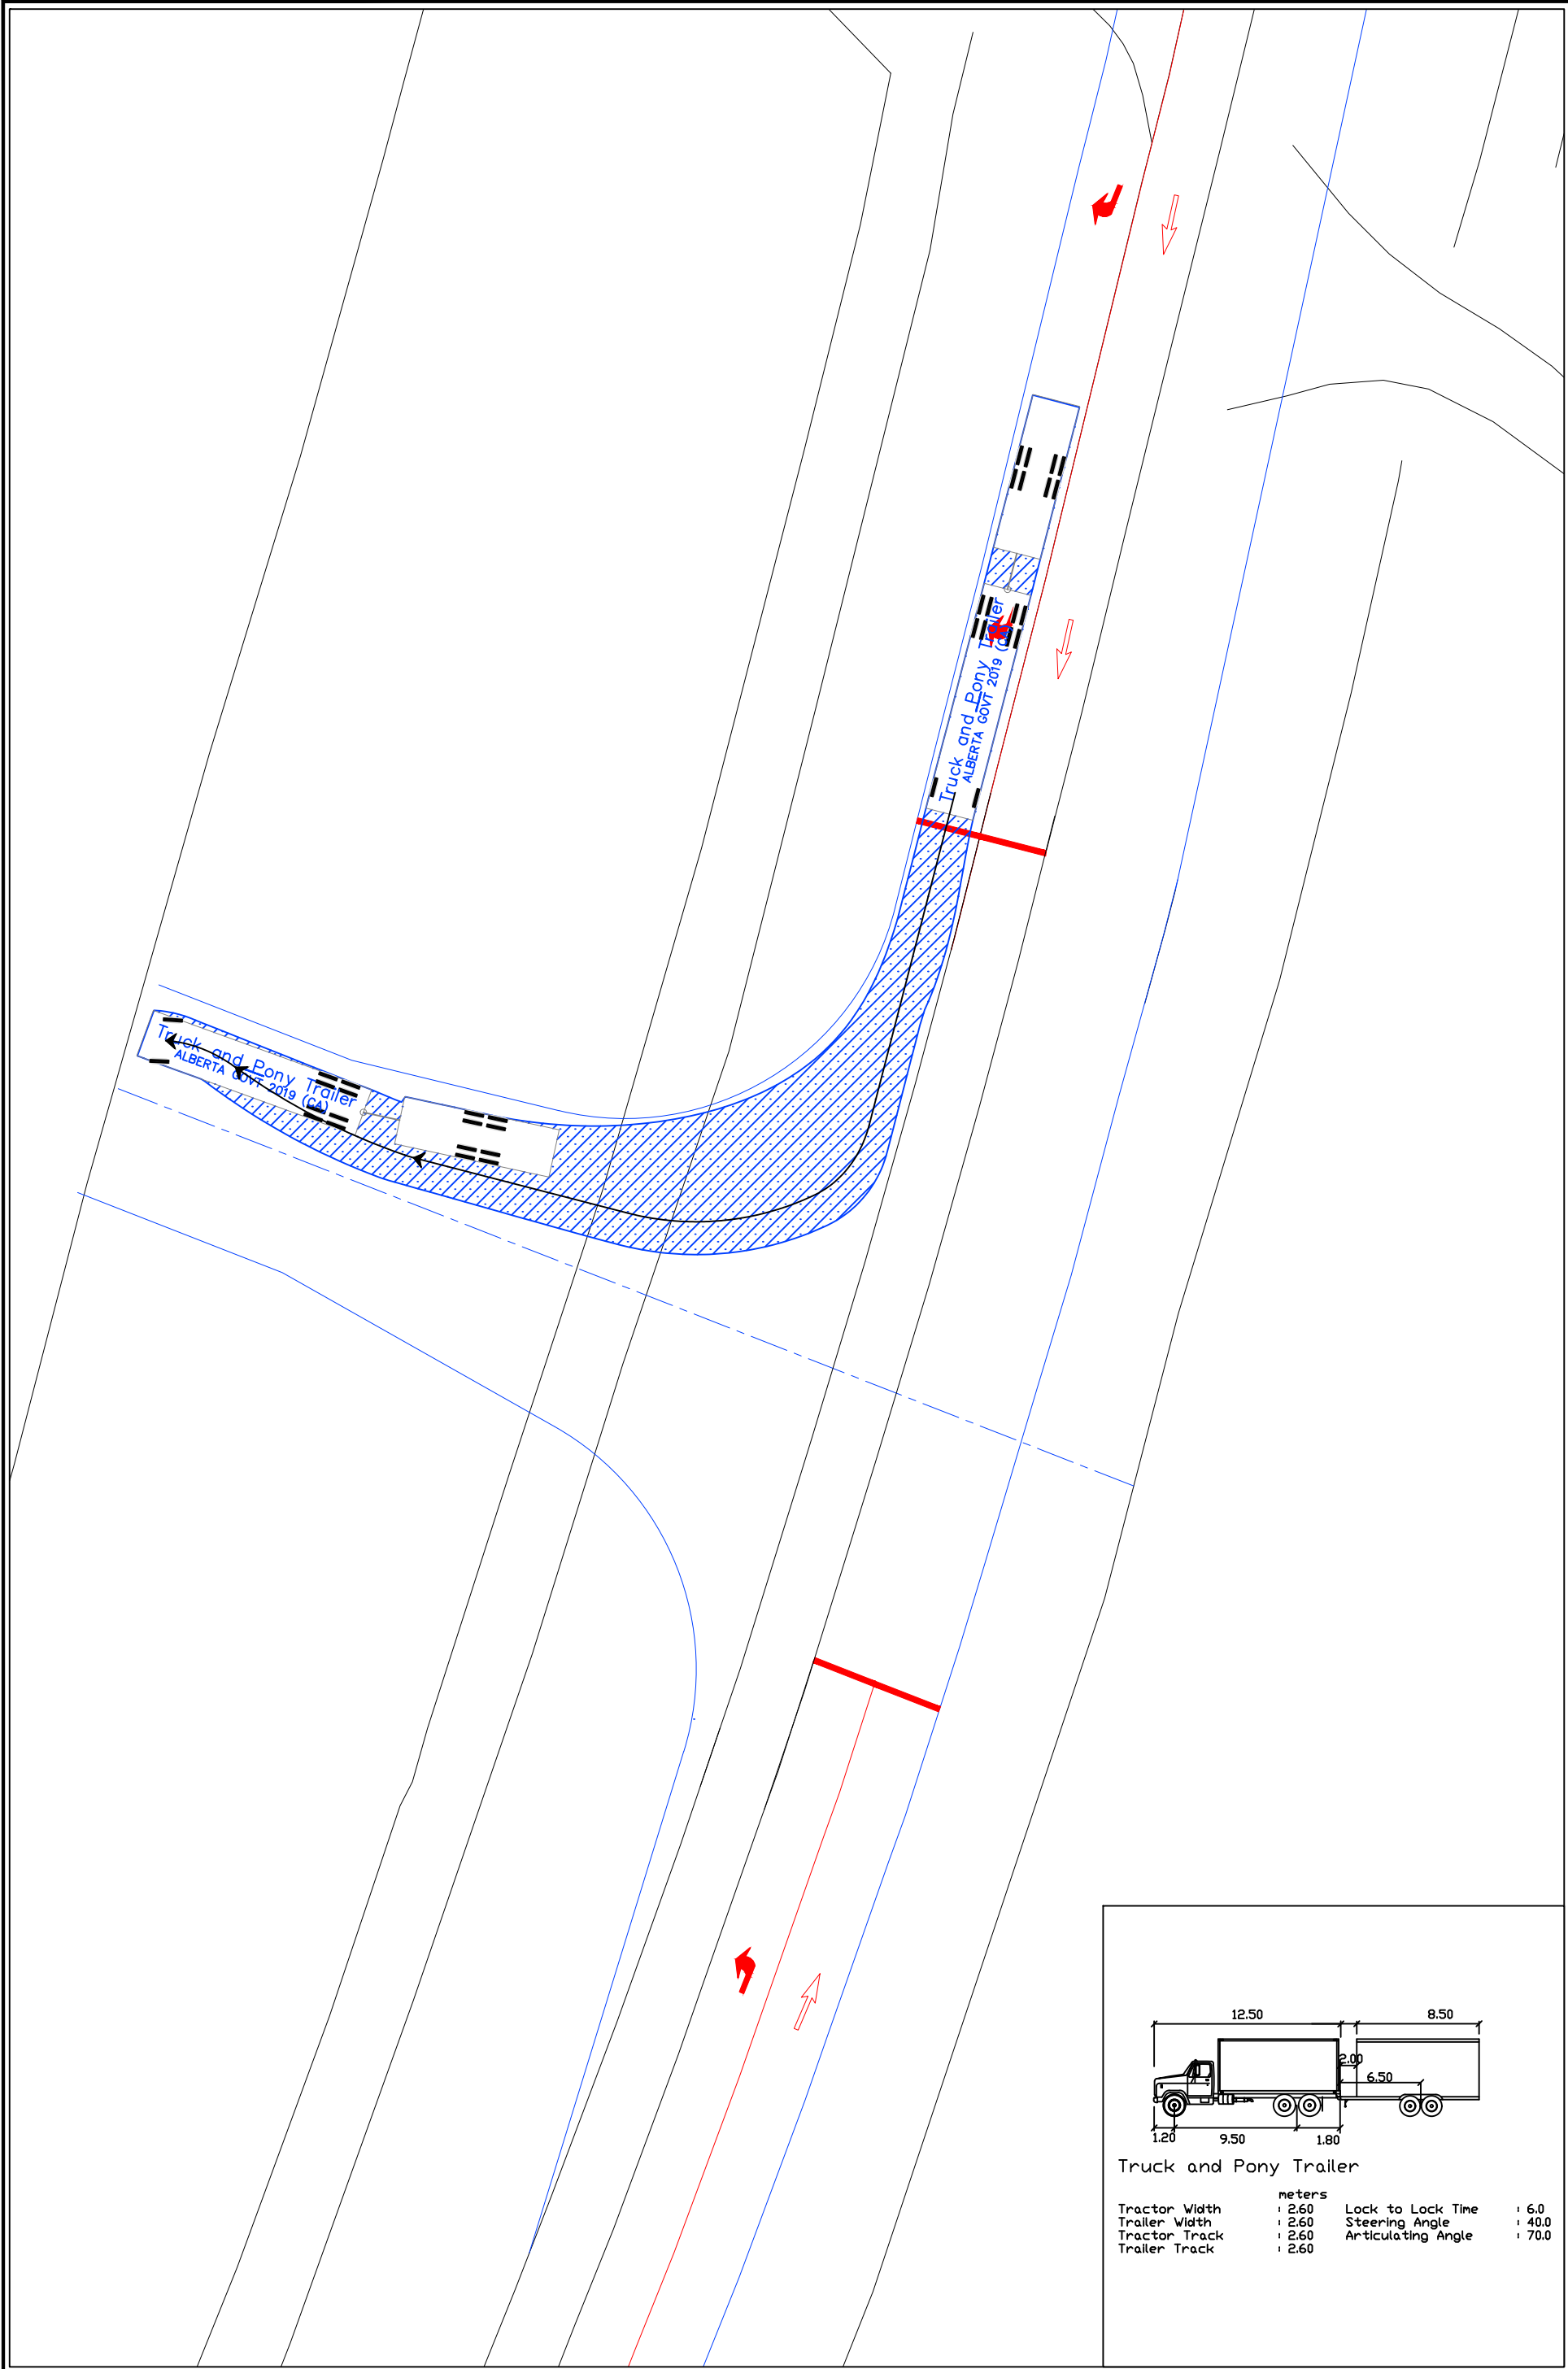 Truck and Pony Trailer
ALBERTA GOVT 2019 (CA)
Truck and Pony Trailer
ALBERTA GOVT 2019 (CA)
12.50
8.50
2.00
6.50
1.20
9.50
1.80
Truck and Pony Trailer
meters
Tractor Width : 2.60 Lock to Lock Time : 6.0
Trailer Width : 2.60 Steering Angle : 40.0
Tractor Track : 2.60 Articulating Angle : 70.0
Trailer Track : 2.60